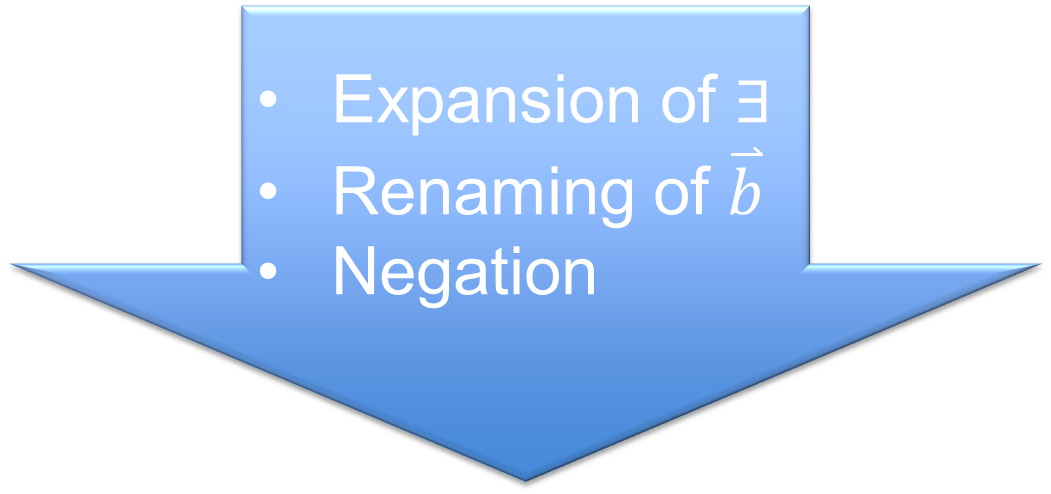 • Expansion of ∃
• Renaming of b⃑
• Negation